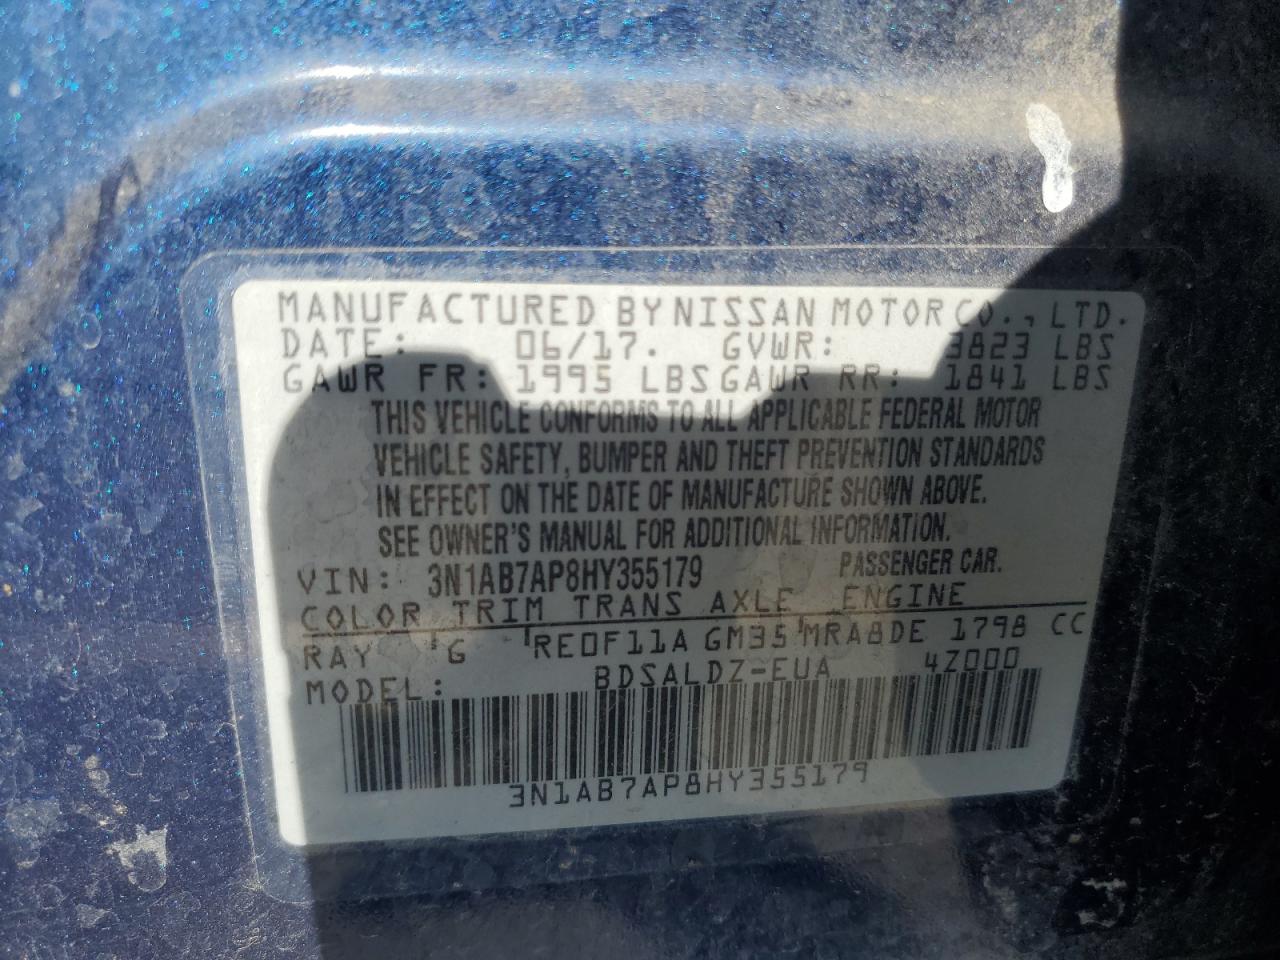 MANUFACTURED BY NISSAN MOTOR CO., LTD.
DATE: 06/17. GVWR: 3823 LBS
GAWR FR: 1995 LBS GAWR RR: 1841 LBS
THIS VEHICLE CONFORMS TO ALL APPLICABLE FEDERAL MOTOR
VEHICLE SAFETY, BUMPER AND THEFT PREVENTION STANDARDS
IN EFFECT ON THE DATE OF MANUFACTURE SHOWN ABOVE.
SEE OWNER'S MANUAL FOR ADDITIONAL INFORMATION.
VIN: 3N1AB7AP8HY355179 PASSENGER CAR.
COLOR TRIM TRANS AXLE ENGINE
RAY G RE0F11A GM35 MRA8DE 1798 CC
MODEL: BDSALDZ-EUA 4Z000
3N1AB7AP8HY355179